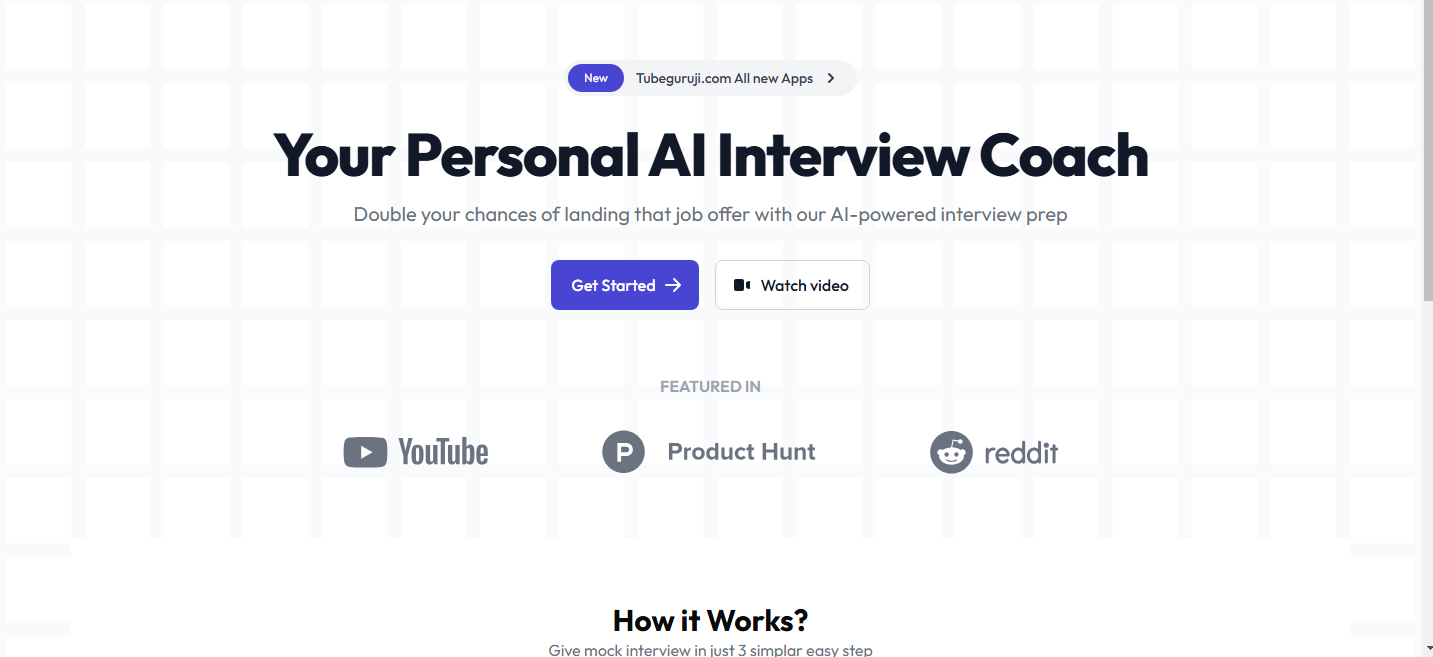 New Tubeguruji.com All new Apps
Your Personal AI Interview Coach
Double your chances of landing that job offer with our AI-powered interview prep
Get Started Watch video
FEATURED IN
YouTube Product Hunt reddit
How it Works?
Give mock interview in just 3 simplar easy step